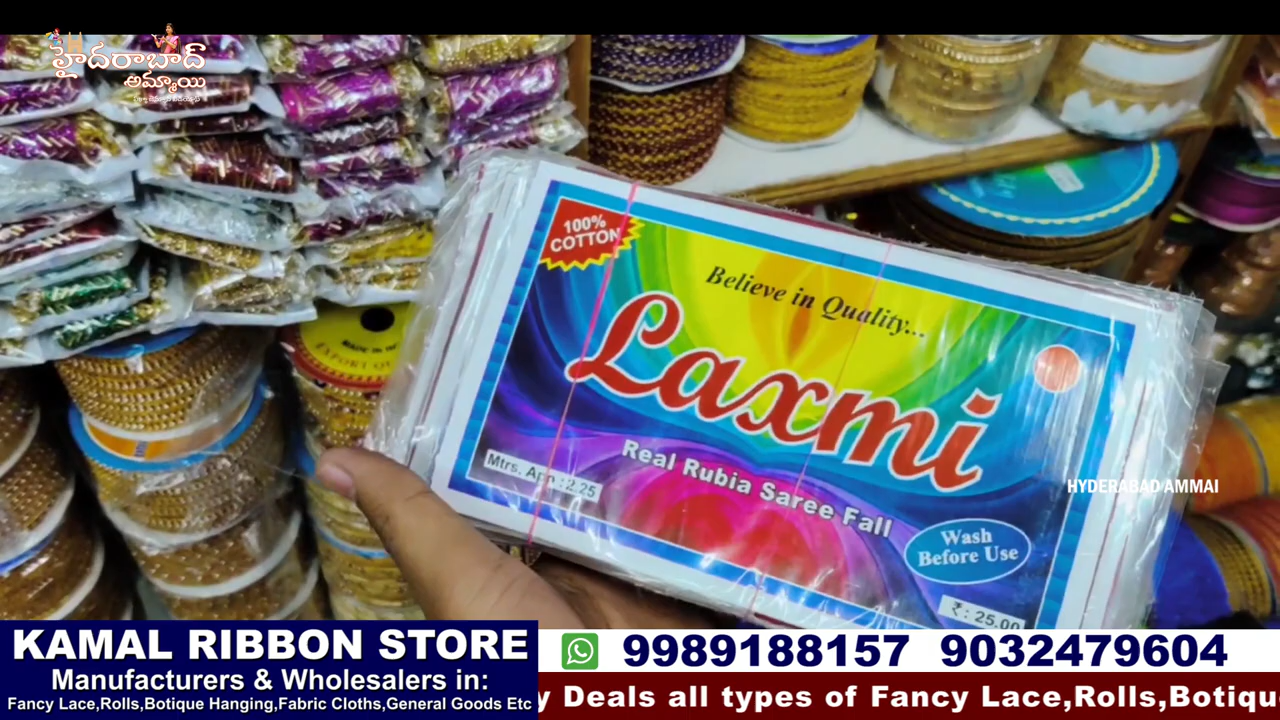 హైదరాబాద్
అమ్మాయి
100%
COTTON
Believe in Quality...
Laxmi
Real Rubia Saree Fall
Mtrs. App : 2.25
Wash
Before Use
₹ : 25.00
HYDERABAD AMMAI
KAMAL RIBBON STORE
Manufacturers & Wholesalers in:
Fancy Lace,Rolls,Botique Hanging,Fabric Cloths,General Goods Etc
9989188157 9032479604
y Deals all types of Fancy Lace,Rolls,Botiqu